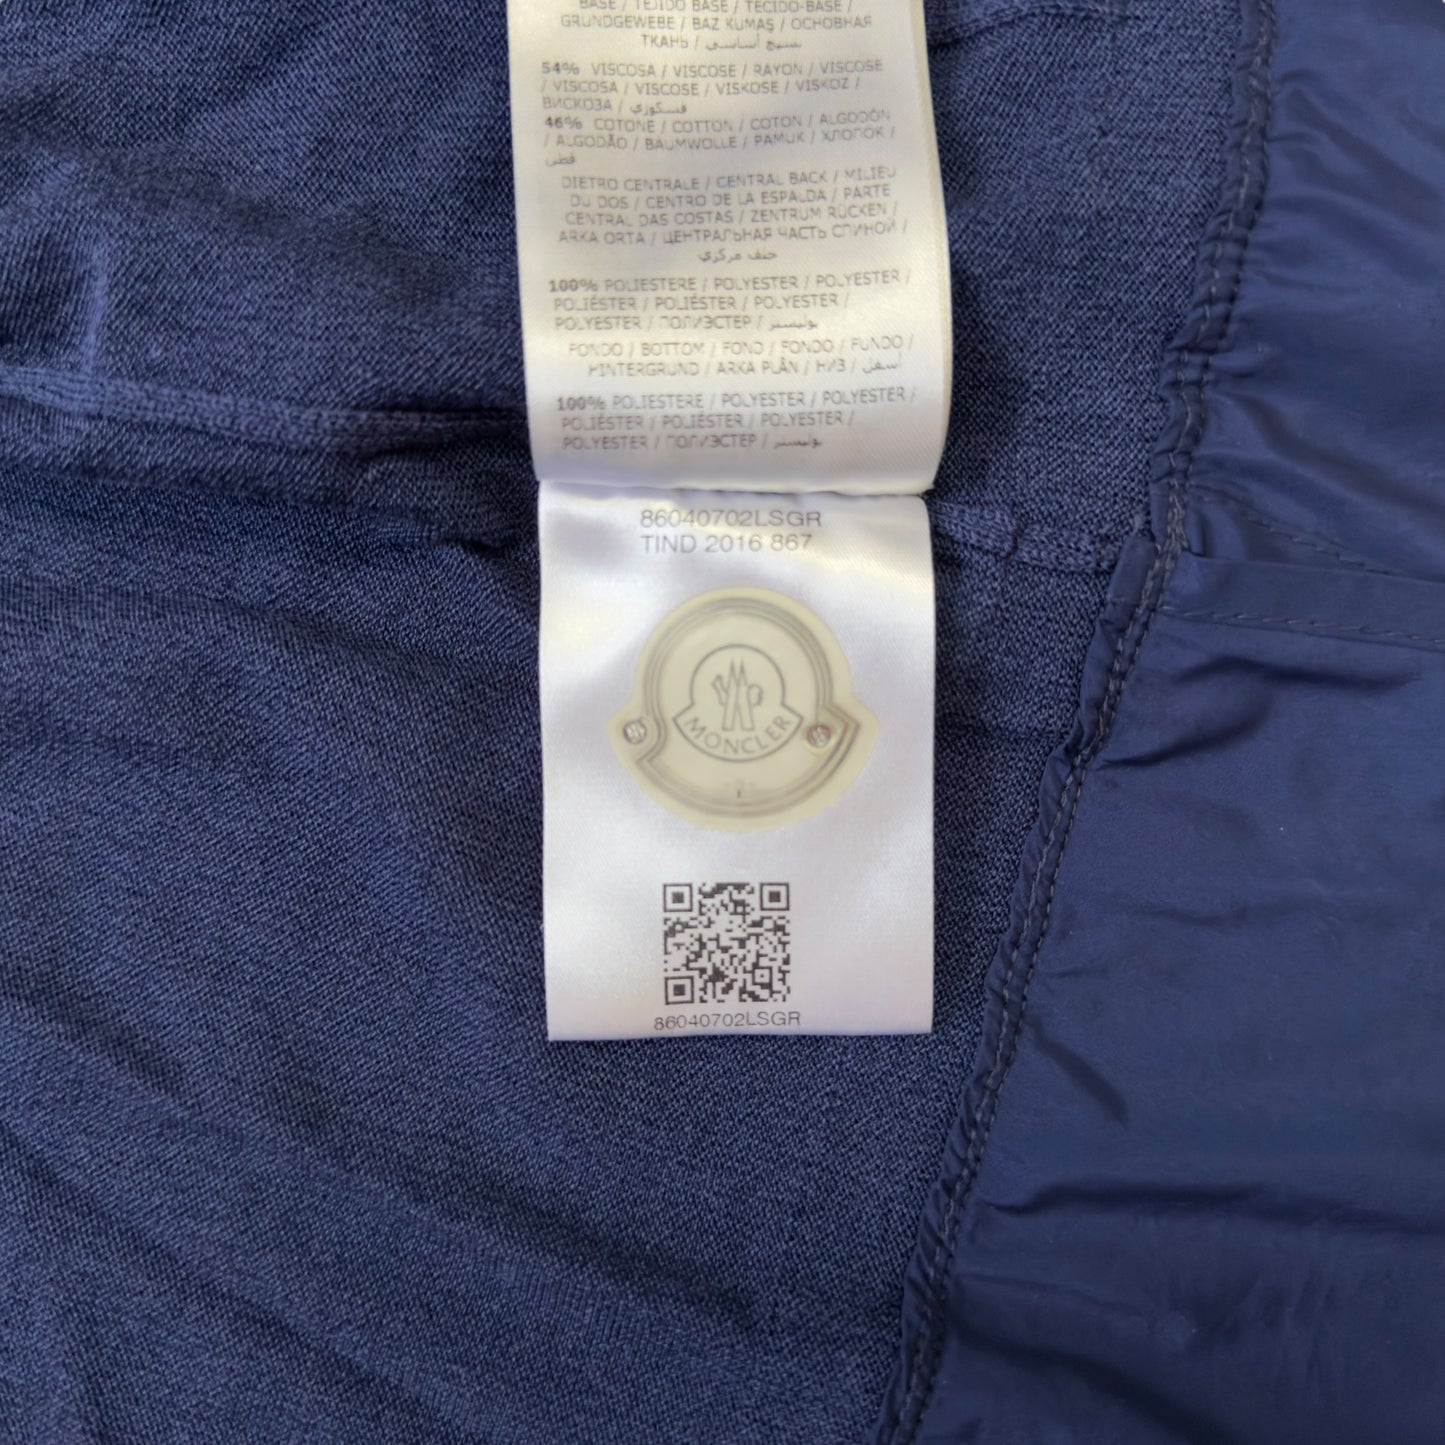 BASE / TEJIDO BASE / TECIDO-BASE /
GRUNDGEWEBE / BAZ KUMAŞ / ОСНОВНАЯ
ТКАНЬ / نسيج أساسي
54% VISCOSA / VISCOSE / RAYON / VISCOSE
/ VISCOSA / VISCOSE / VISKOSE / VISKOZ /
ВИСКОЗА / فسكوزي
46% COTONE / COTTON / COTON / ALGODÓN
/ ALGODÃO / BAUMWOLLE / PAMUK / ХЛОПОК /
قطن
DIETRO CENTRALE / CENTRAL BACK / MILIEU
DU DOS / CENTRO DE LA ESPALDA / PARTE
CENTRAL DAS COSTAS / ZENTRUM RÜCKEN /
ARKA ORTA / ЦЕНТРАЛЬНАЯ ЧАСТЬ СПИНОЙ /
خلف مركزي
100% POLIESTERE / POLYESTER / POLYESTER /
POLIÉSTER / POLIÉSTER / POLYESTER /
POLYESTER / ПОЛИЭСТЕР / بوليستر
FONDO / BOTTOM / FOND / FONDO / FUNDO /
HINTERGRUND / ARKA PLÂN / НИЗ / أسفل
100% POLIESTERE / POLYESTER / POLYESTER /
POLIÉSTER / POLIÉSTER / POLYESTER /
POLYESTER / ПОЛИЭСТЕР / بوليستر
86040702LSGR
TIND 2016 867
MONCLER
86040702LSGR